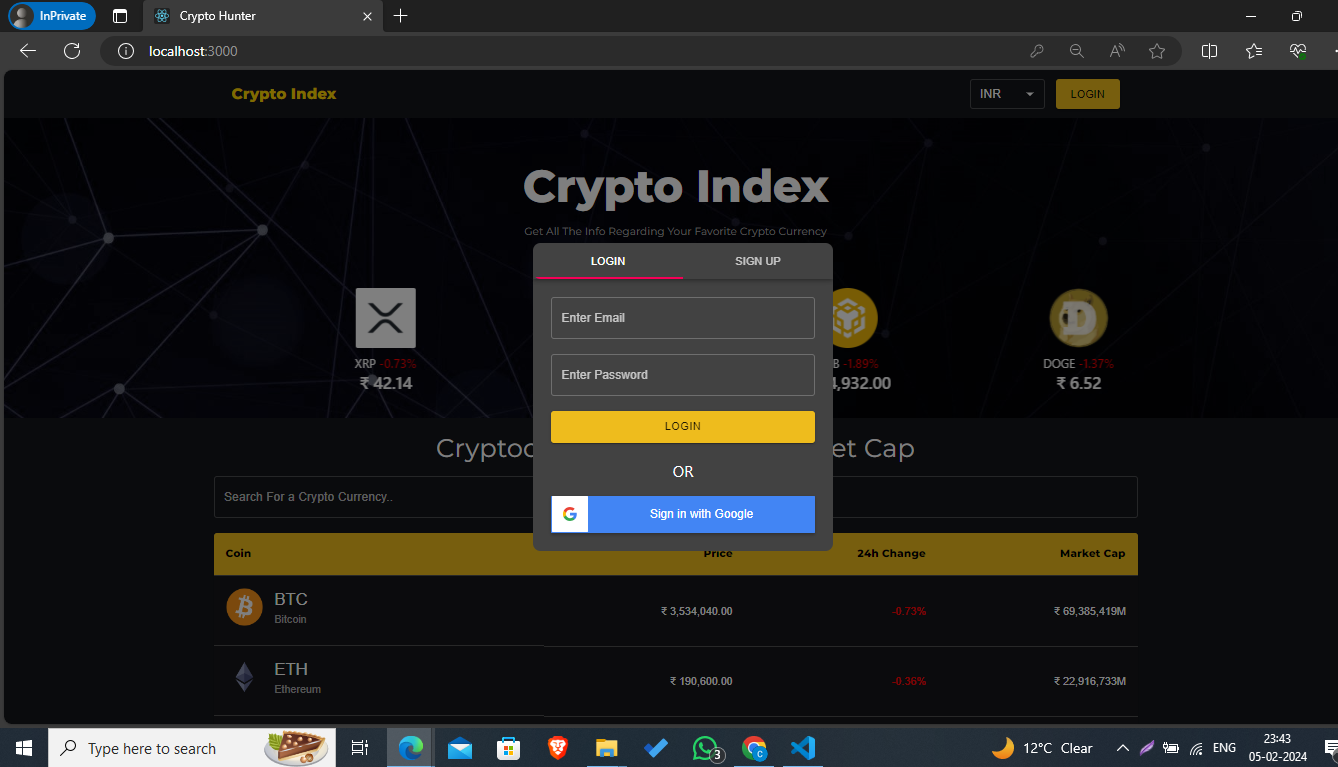 InPrivate
Crypto Hunter
localhost:3000
Crypto Index
INR
LOGIN
Crypto Index
Get All The Info Regarding Your Favorite Crypto Currency
LOGIN
SIGN UP
Enter Email
Enter Password
LOGIN
OR
Sign in with Google
XRP -0.73%
₹ 42.14
B -1.89%
4,932.00
DOGE -1.37%
₹ 6.52
Cryptoc et Cap
Search For a Crypto Currency..
Coin Price 24h Change Market Cap
BTC
Bitcoin
₹ 3,534,040.00 -0.73% ₹ 69,385,419M
ETH
Ethereum
₹ 190,600.00 -0.36% ₹ 22,916,733M
Type here to search
3
C
12°C Clear
ENG
23:43
05-02-2024